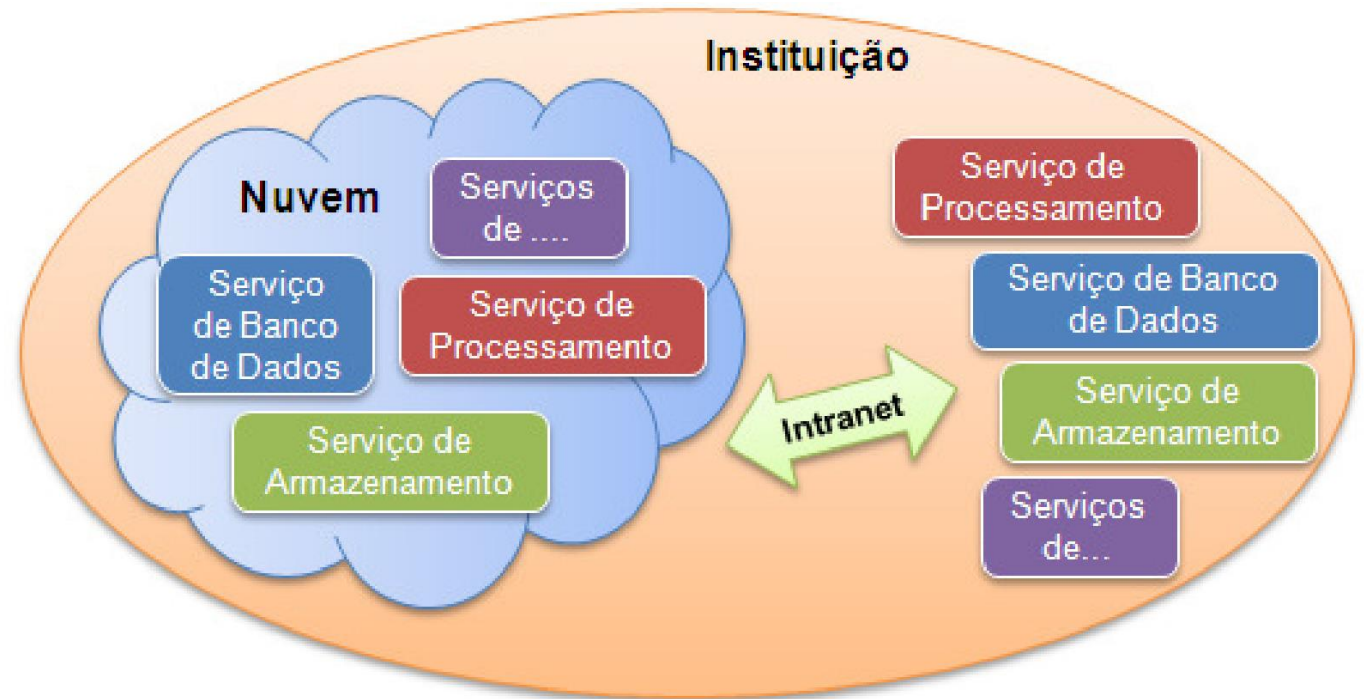 Instituição
Nuvem
Serviços
de ....
Serviço
de Banco
de Dados
Serviço de
Processamento
Serviço de
Armazenamento
Intranet
Serviço de
Processamento
Serviço de Banco
de Dados
Serviço de
Armazenamento
Serviços
de...